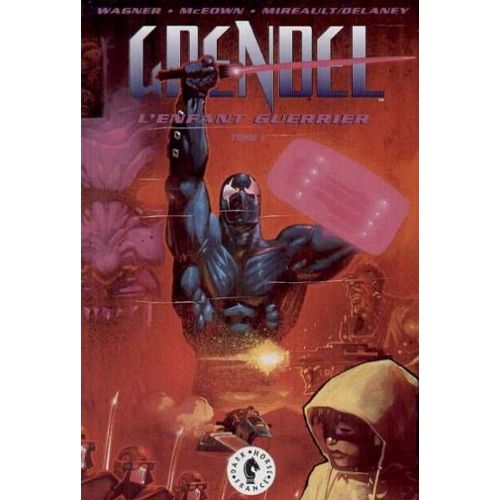 WAGNER • McEOWN • MIREAULT/DELANEY
GRENDEL
L'ENFANT GUERRIER
TOME 1
DARK HORSE FRANCE